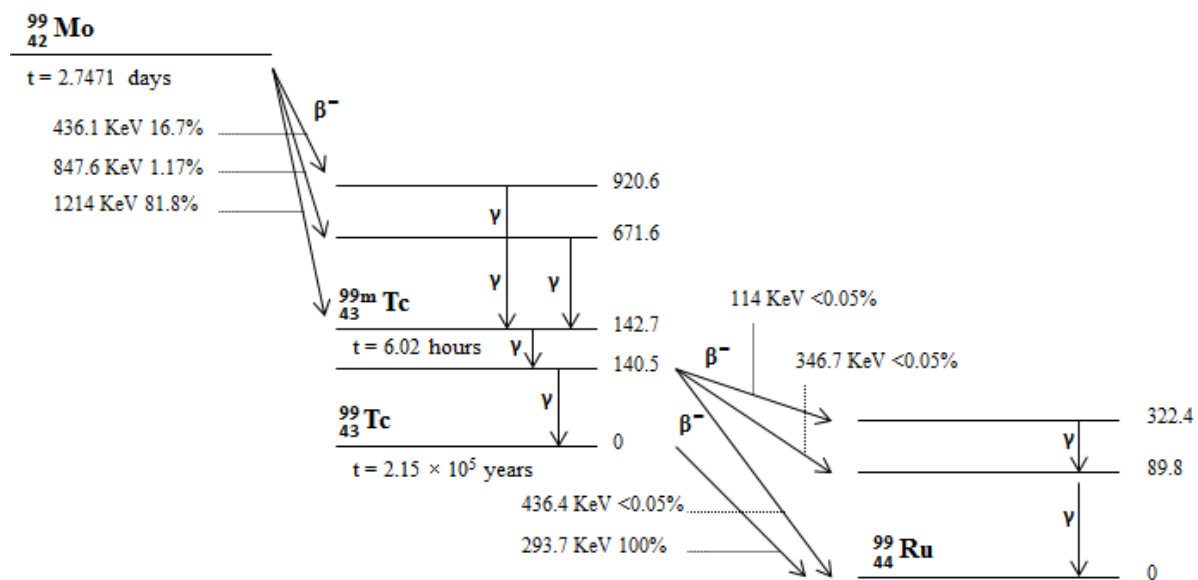 99
42 Mo
t = 2.7471 days
β⁻
436.1 KeV 16.7%
847.6 KeV 1.17%
1214 KeV 81.8%
920.6
γ
671.6
γ
γ
99m
43 Tc
142.7
t = 6.02 hours
γ
140.5
γ
99
43 Tc
0
t = 2.15 × 10⁵ years
114 KeV <0.05%
β⁻
346.7 KeV <0.05%
β⁻
322.4
γ
89.8
γ
436.4 KeV <0.05%
293.7 KeV 100%
99
44 Ru
0